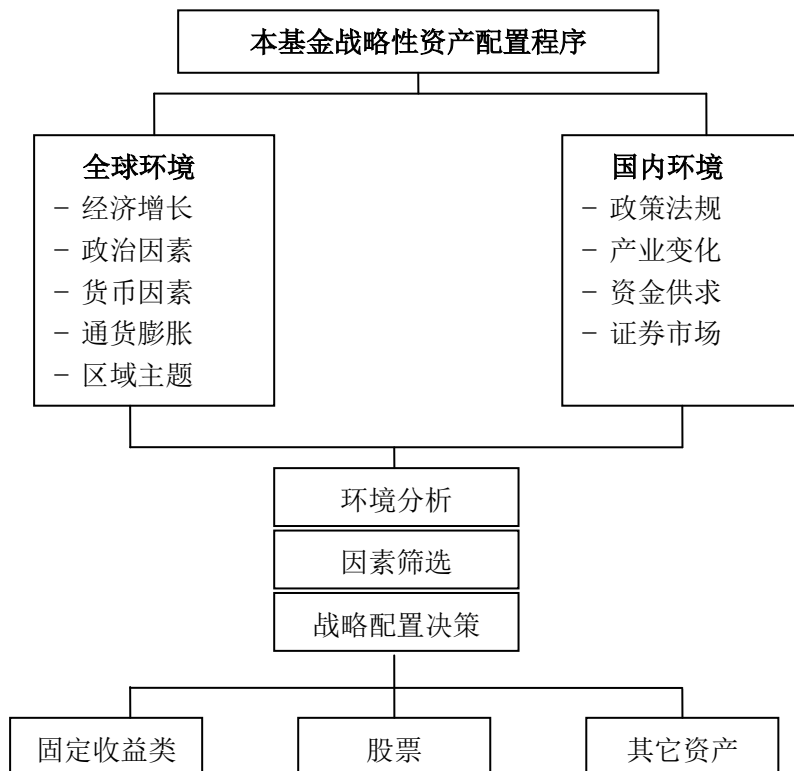 本基金战略性资产配置程序
全球环境
– 经济增长
– 政治因素
– 货币因素
– 通货膨胀
– 区域主题
国内环境
– 政策法规
– 产业变化
– 资金供求
– 证券市场
环境分析
因素筛选
战略配置决策
固定收益类
股票
其它资产